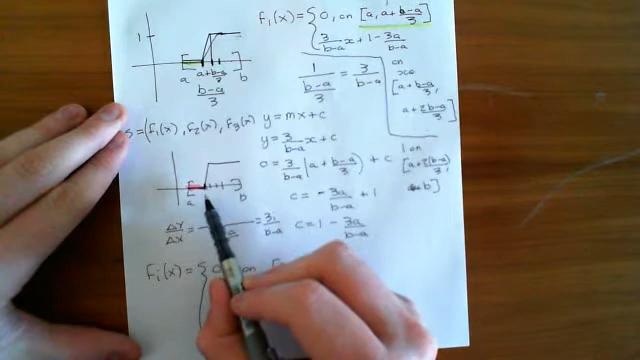 f₁(x) = { 0, on [a, a + b-a/3]
3/b-a x + 1 - 3a/b-a
on x∈ [a + b-a/3, a + 2(b-a)/3]
1 on [a + 2(b-a)/3, b]
1
[ ]
a a + b-a/3 b
b-a/3
1/(b-a/3) = 3/b-a
s = (f₁(x), f₂(x), f₃(x)
y = mx + c
y = 3/b-a x + c
0 = 3/b-a (a + b-a/3) + c
c = -3a/b-a + 1
c = 1 - 3a/b-a
[ ]
a b
Δy/Δx = = 3/b-a
fᵢ(x) = { 0 on